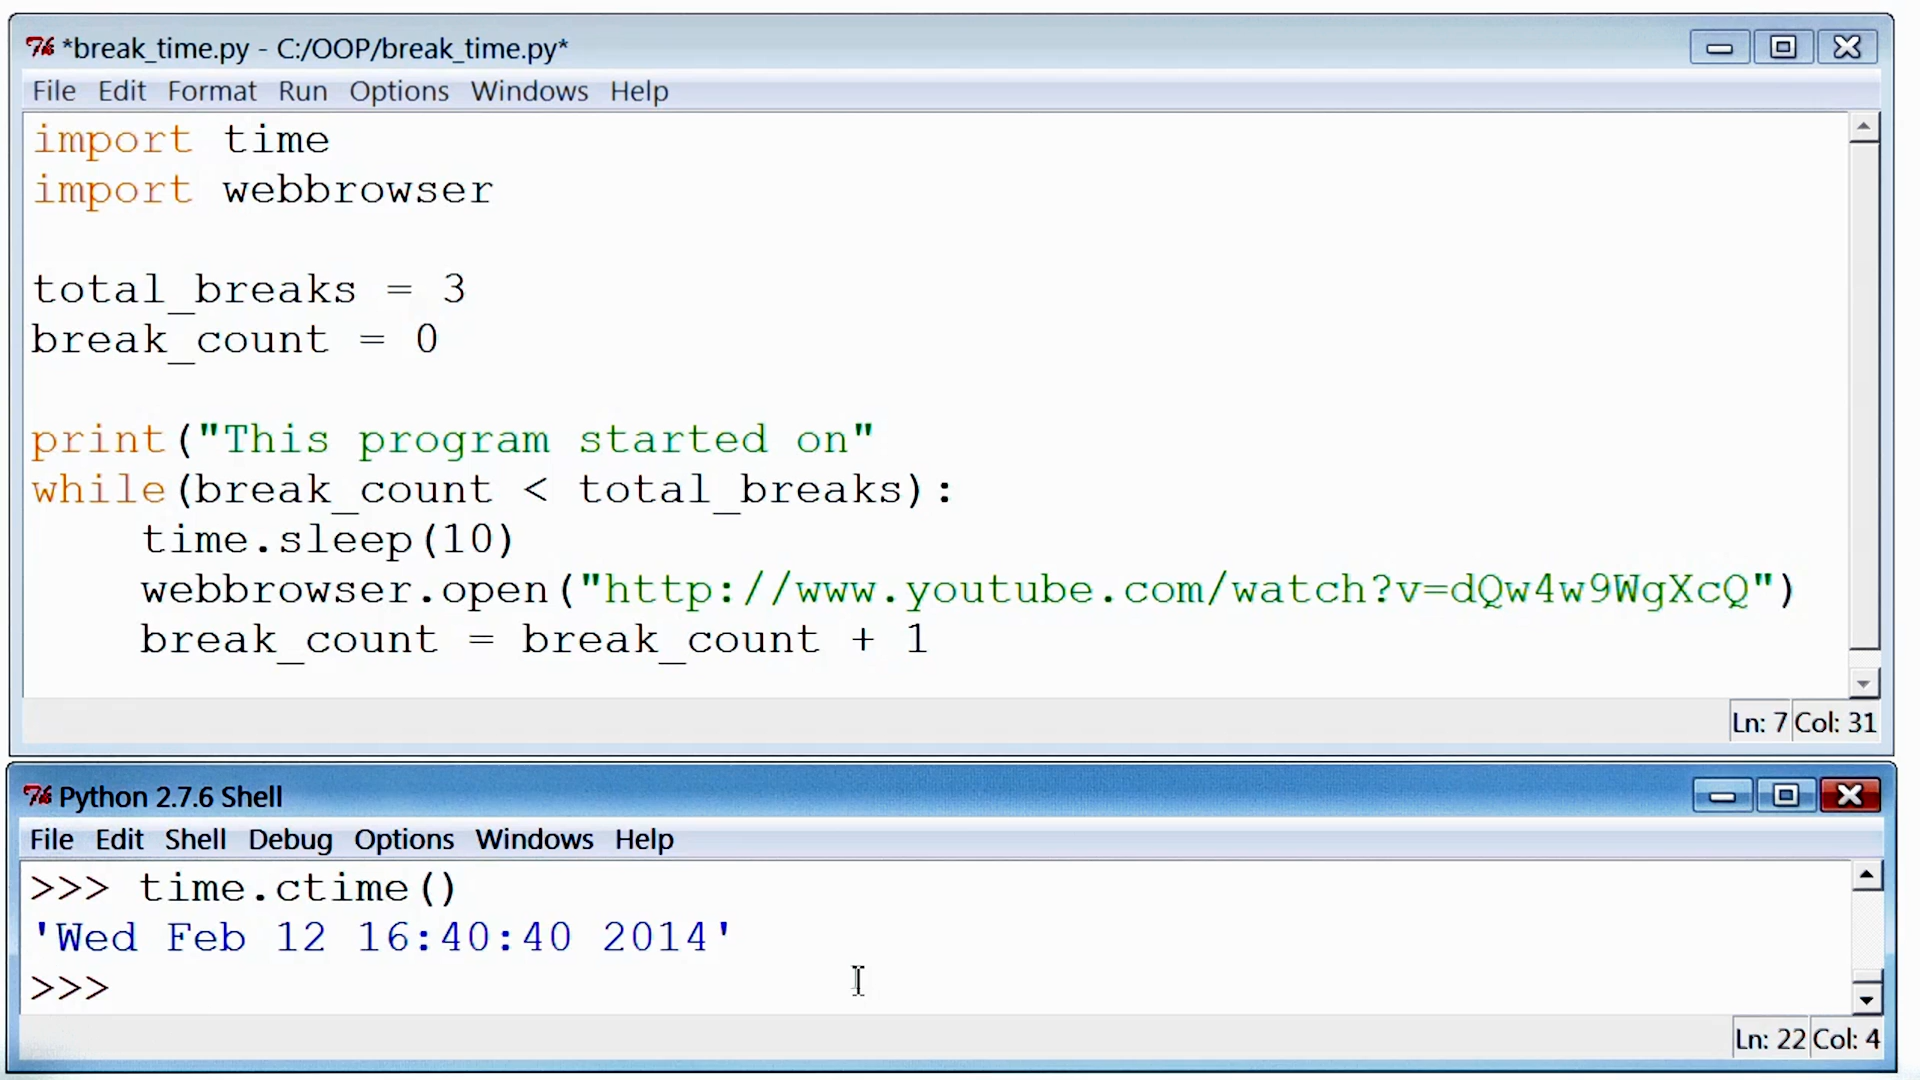 *break_time.py - C:/OOP/break_time.py*
File Edit Format Run Options Windows Help
import time
import webbrowser
total_breaks = 3
break_count = 0
print("This program started on"
while(break_count < total_breaks):
time.sleep(10)
webbrowser.open("http://www.youtube.com/watch?v=dQw4w9WgXcQ")
break_count = break_count + 1
Ln: 7 Col: 31
Python 2.7.6 Shell
File Edit Shell Debug Options Windows Help
>>> time.ctime()
'Wed Feb 12 16:40:40 2014'
>>>
Ln: 22 Col: 4